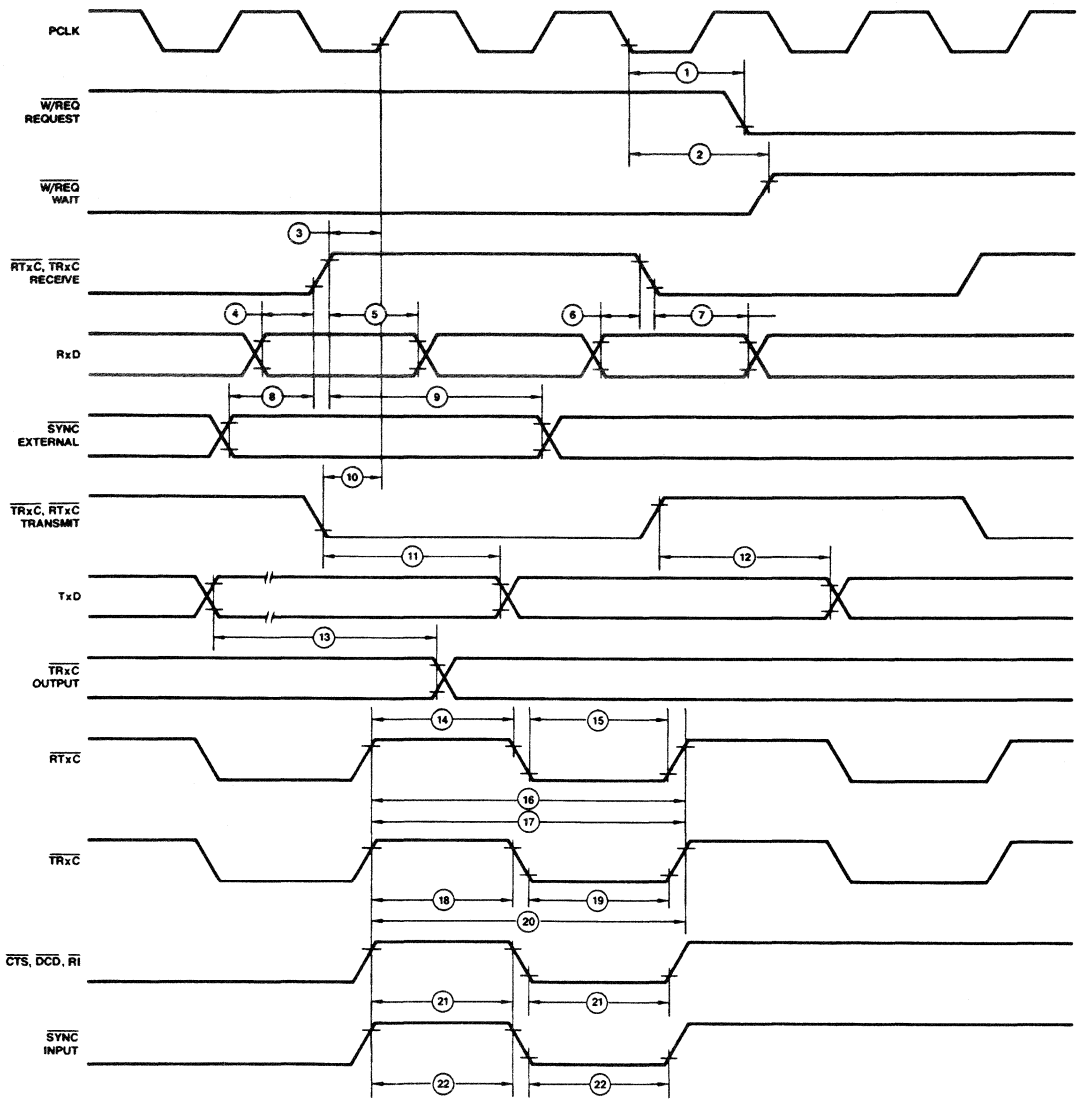 PCLK
1
W/REQ
REQUEST
2
W/REQ
WAIT
3
RTxC, TRxC
RECEIVE
4
5
6
7
RxD
8
9
SYNC
EXTERNAL
10
TRxC, RTxC
TRANSMIT
11
12
TxD
13
TRxC
OUTPUT
14
15
RTxC
16
17
TRxC
18
19
20
CTS, DCD, RI
21
21
SYNC
INPUT
22
22